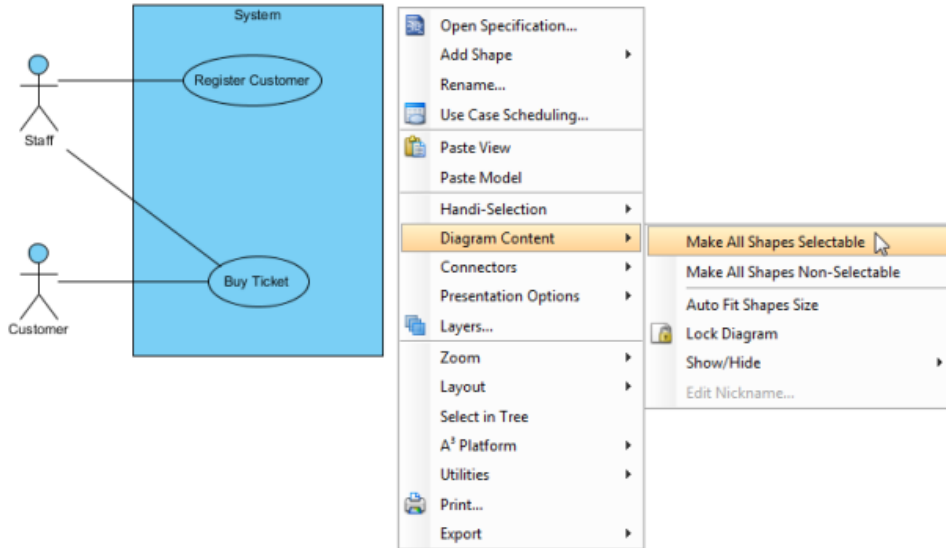 System
Register Customer
Staff
Buy Ticket
Customer
Open Specification...
Add Shape
Rename...
Use Case Scheduling...
Paste View
Paste Model
Handi-Selection
Diagram Content
Connectors
Presentation Options
Layers...
Zoom
Layout
Select in Tree
A³ Platform
Utilities
Print...
Export
Make All Shapes Selectable
Make All Shapes Non-Selectable
Auto Fit Shapes Size
Lock Diagram
Show/Hide
Edit Nickname...